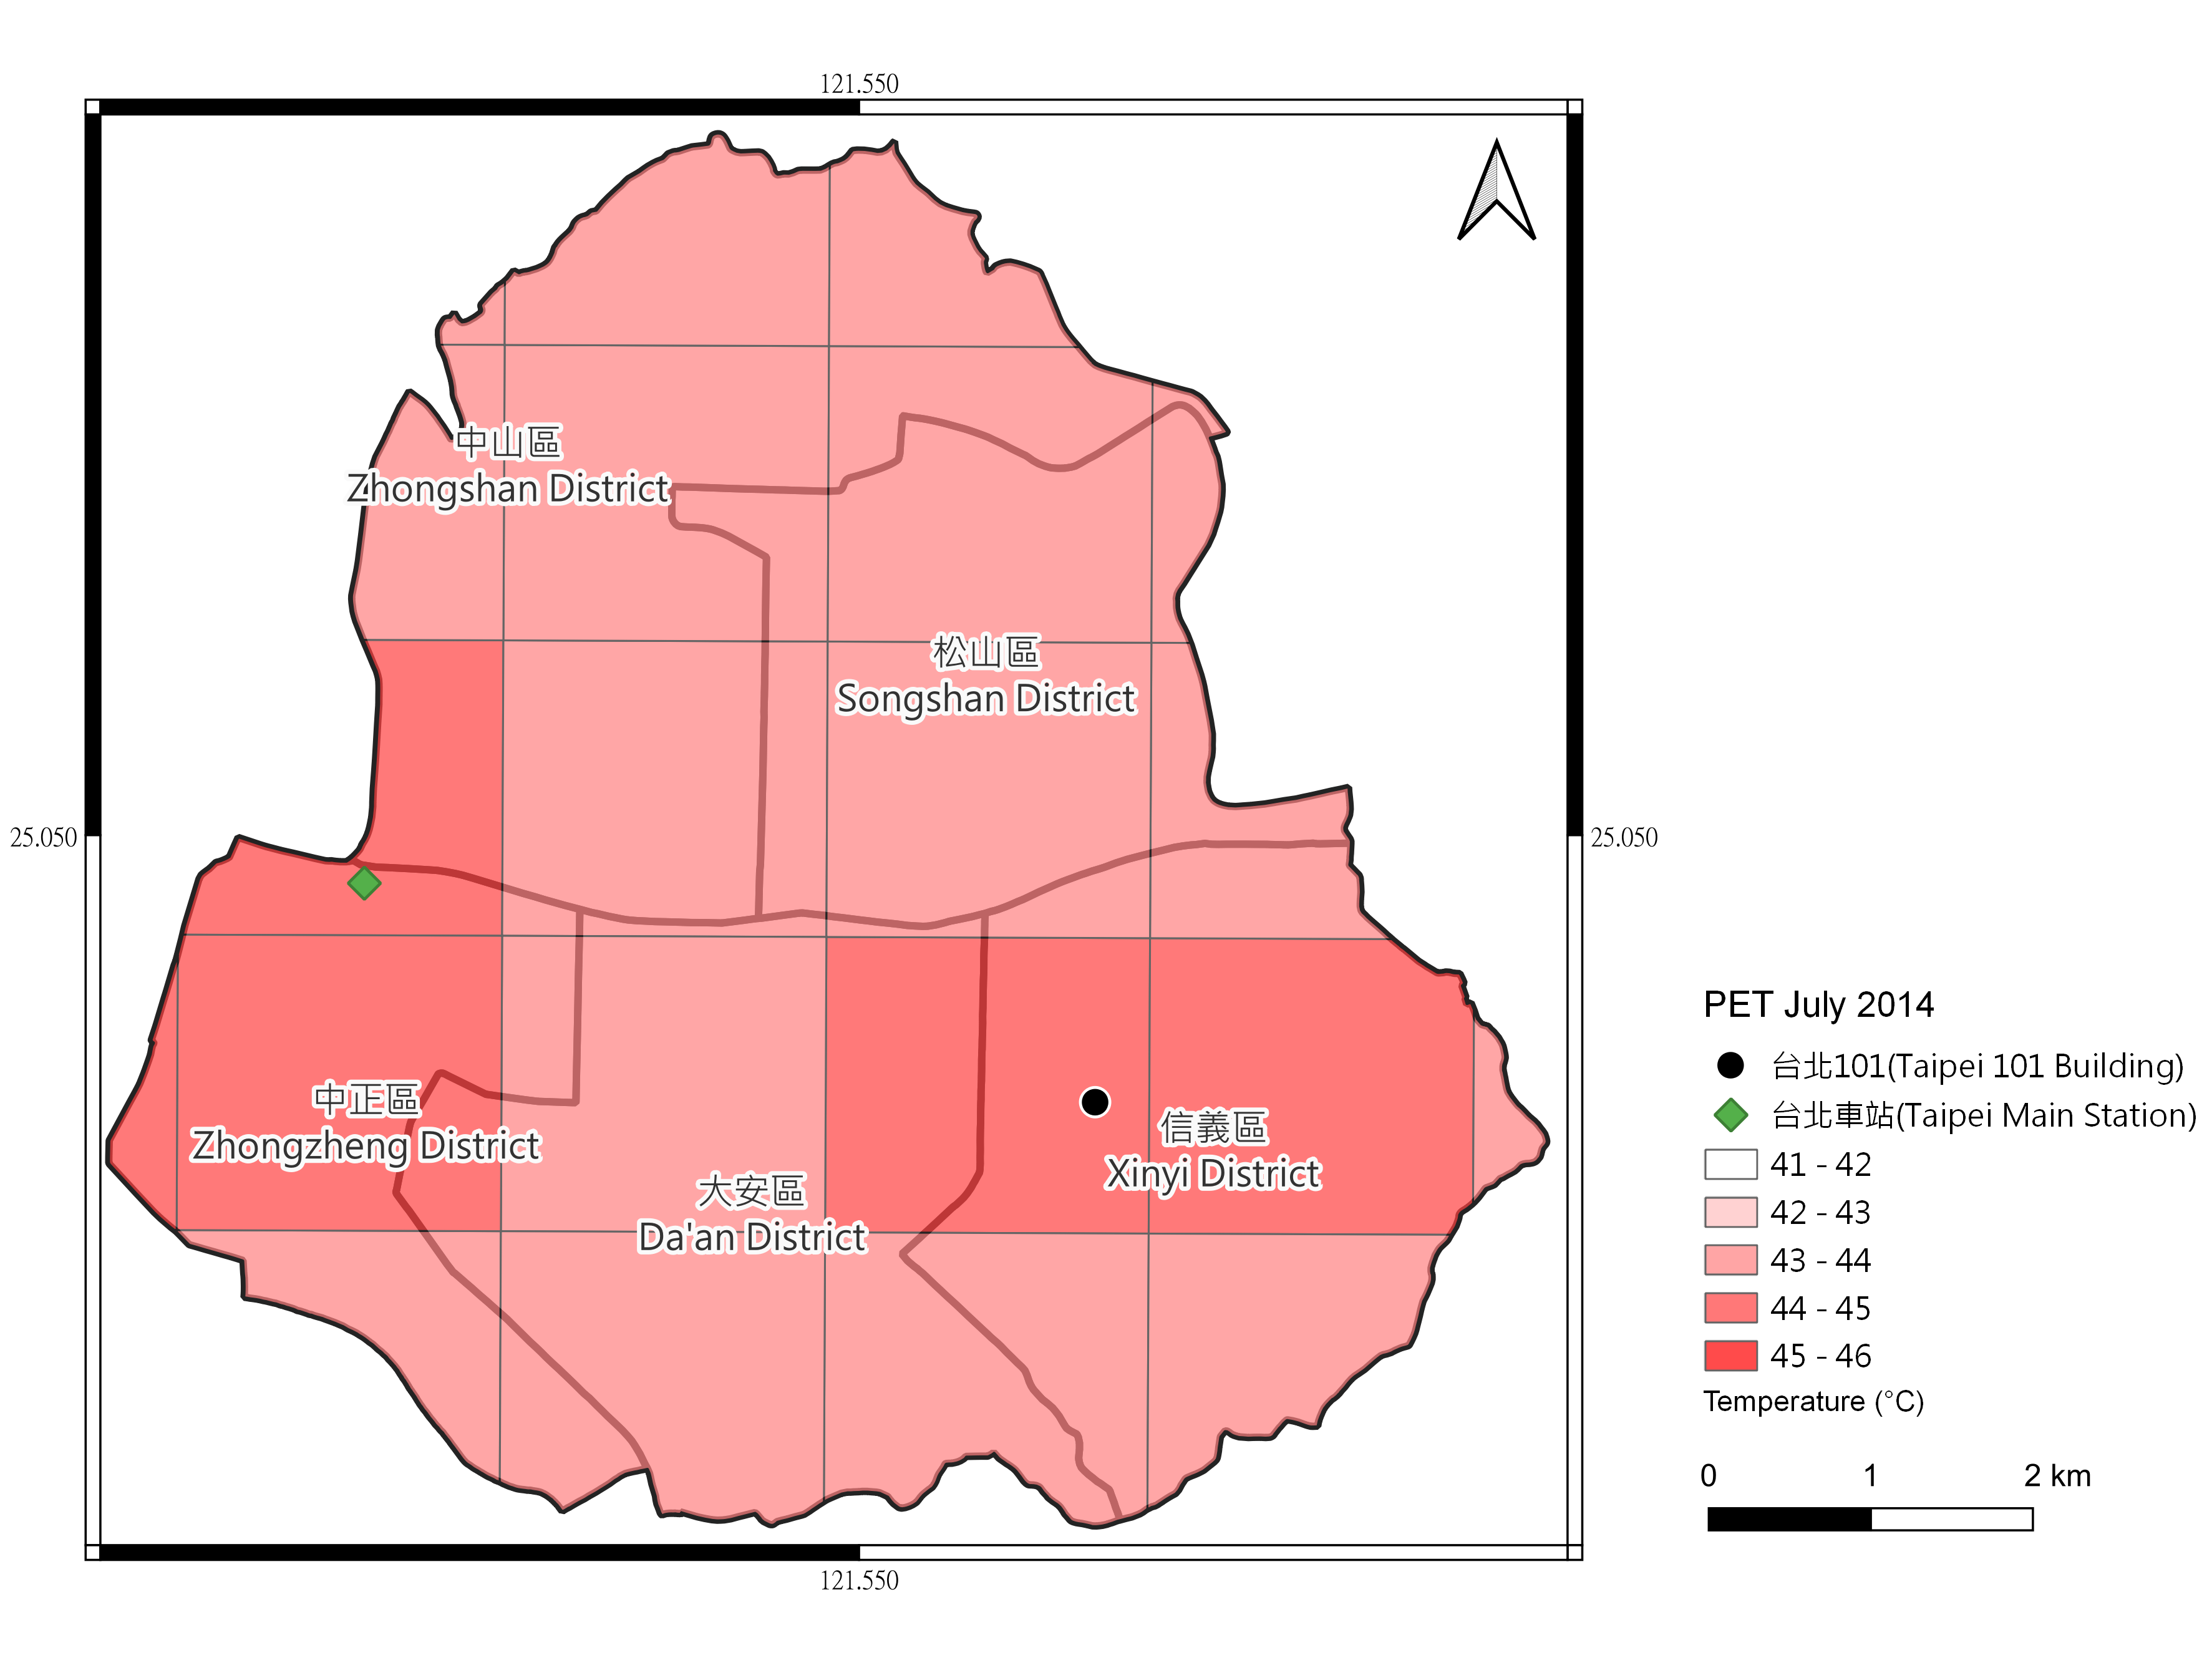 121.550
中山區
Zhongshan District
松山區
Songshan District
25.050
25.050
中正區
Zhongzheng District
信義區
Xinyi District
大安區
Da'an District
121.550
PET July 2014
台北101(Taipei 101 Building)
台北車站(Taipei Main Station)
41 - 42
42 - 43
43 - 44
44 - 45
45 - 46
Temperature (°C)
0 1 2 km